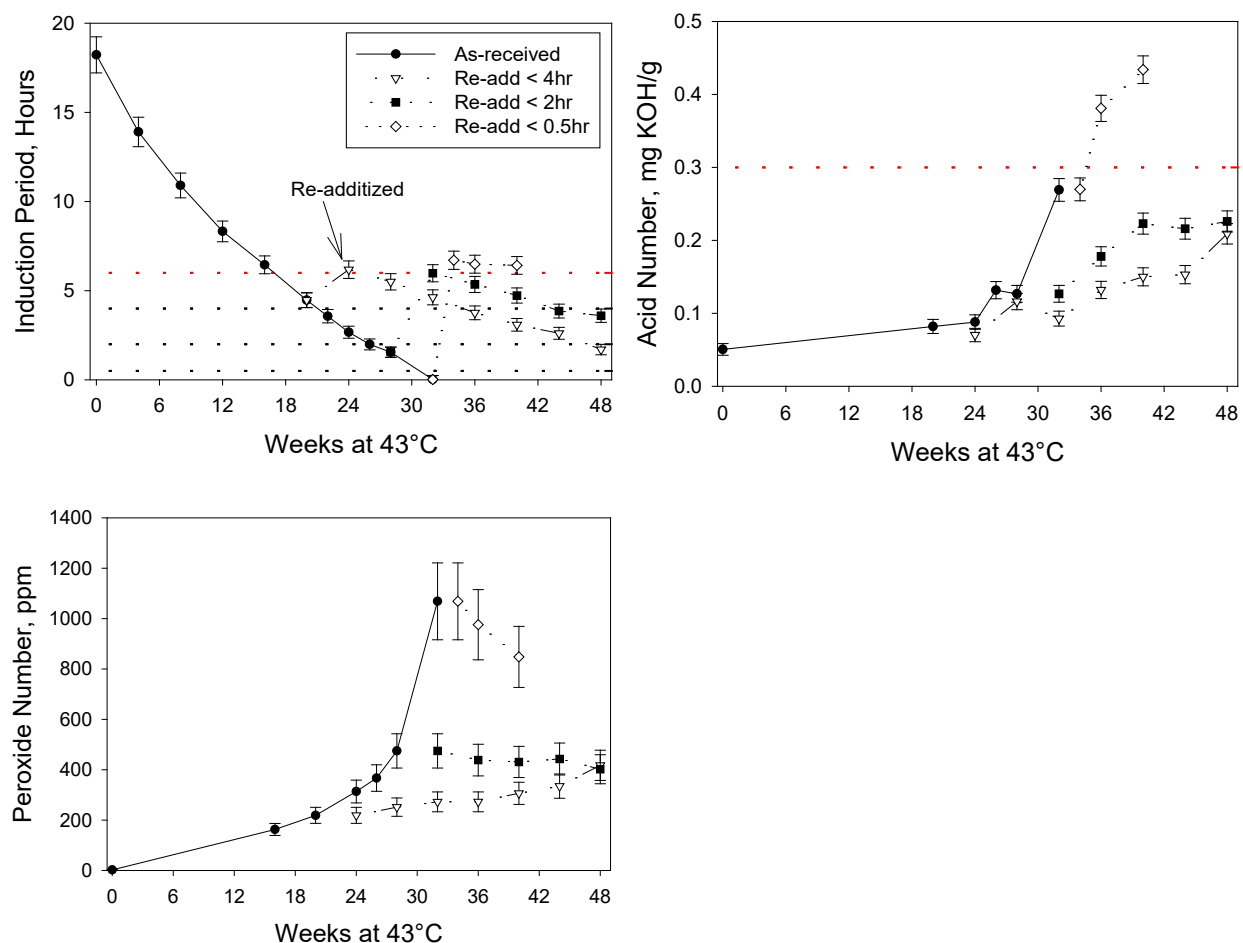 Induction Period, Hours
20
15
10
5
0
As-received
Re-add < 4hr
Re-add < 2hr
Re-add < 0.5hr
Re-additized
0 6 12 18 24 30 36 42 48
Weeks at 43°C
Acid Number, mg KOH/g
0.5
0.4
0.3
0.2
0.1
0.0
0 6 12 18 24 30 36 42 48
Weeks at 43°C
Peroxide Number, ppm
1400
1200
1000
800
600
400
200
0
0 6 12 18 24 30 36 42 48
Weeks at 43°C